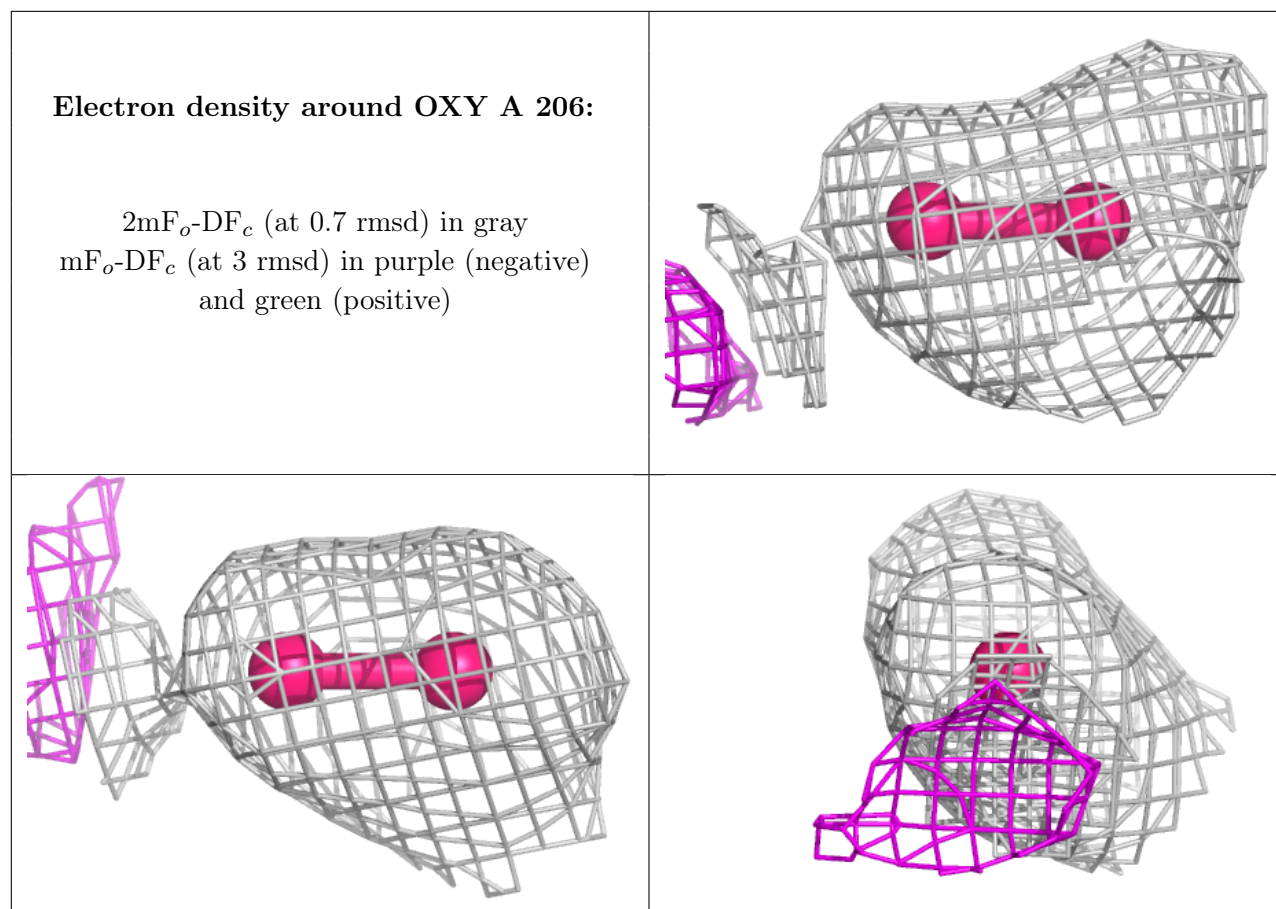 Electron density around OXY A 206:
2mFo-DFc (at 0.7 rmsd) in gray
mFo-DFc (at 3 rmsd) in purple (negative)
and green (positive)